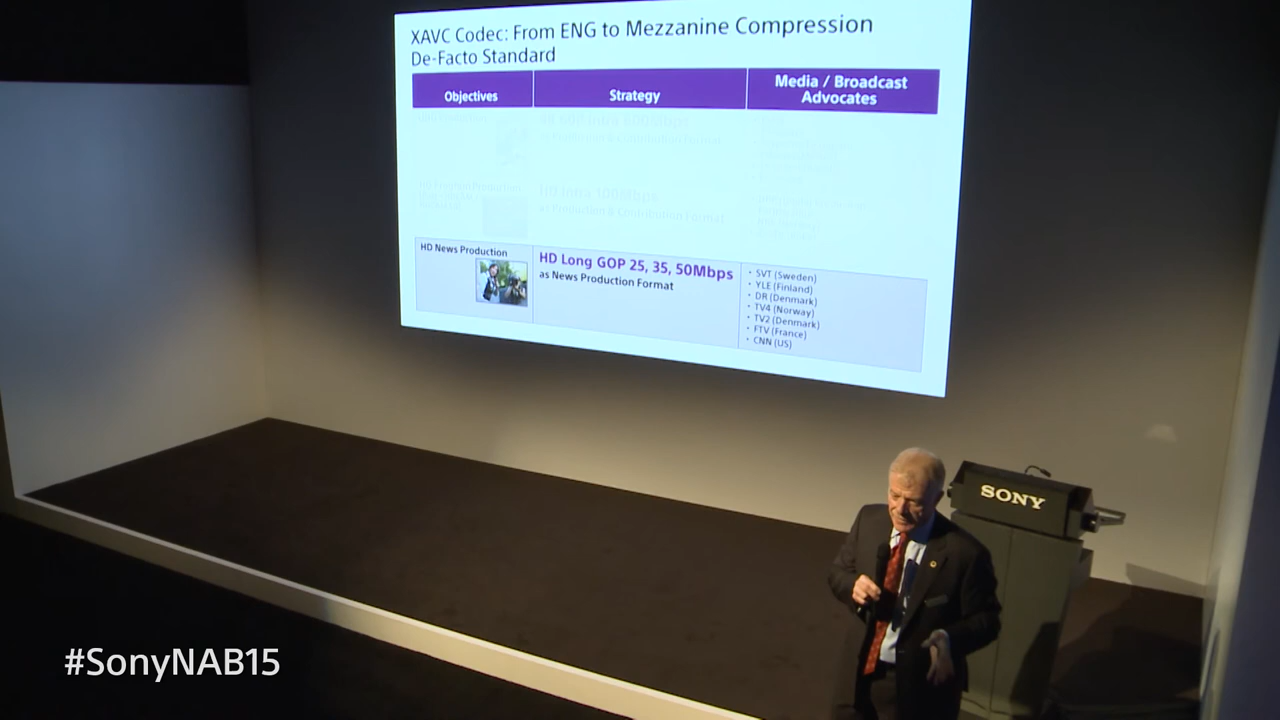 XAVC Codec: From ENG to Mezzanine Compression
De-Facto Standard
Objectives
Strategy
Media / Broadcast
Advocates
HD News Production
HD Long GOP 25, 35, 50Mbps
as News Production Format
• SVT (Sweden)
• YLE (Finland)
• DR (Denmark)
• TV4 (Norway)
• TV2 (Denmark)
• FTV (France)
• CNN (US)
SONY
#SonyNAB15